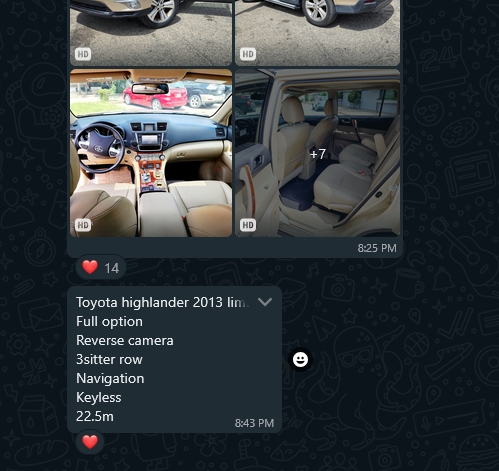 HD
HD
HD
+7
HD
8:25 PM
14
Toyota highlander 2013 lim
Full option
Reverse camera
3sitter row
Navigation
Keyless
22.5m
8:43 PM